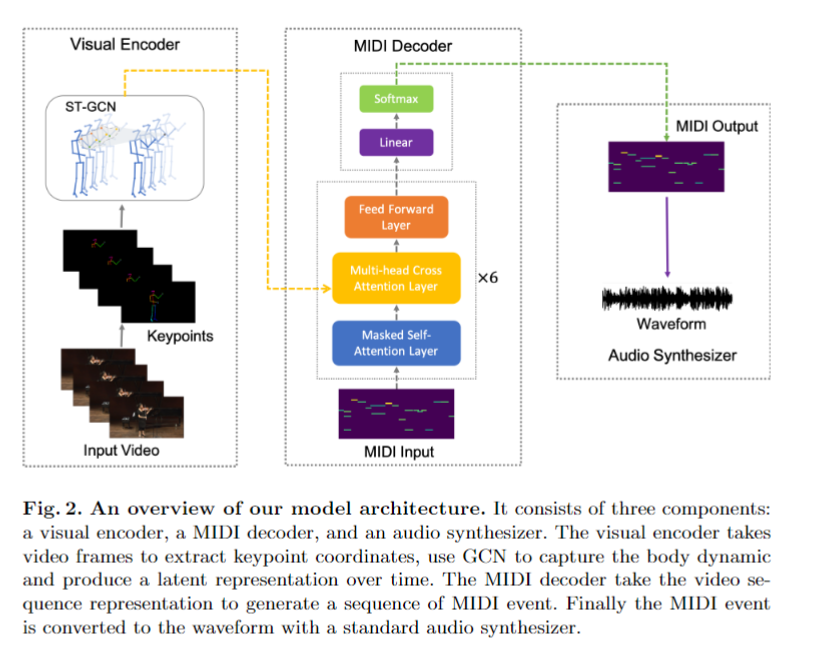 Visual Encoder
ST-GCN
Keypoints
Input Video
MIDI Decoder
Softmax
Linear
Feed Forward
Layer
Multi-head Cross
Attention Layer
×6
Masked Self-
Attention Layer
MIDI Input
MIDI Output
Waveform
Audio Synthesizer
Fig. 2. An overview of our model architecture. It consists of three components:
a visual encoder, a MIDI decoder, and an audio synthesizer. The visual encoder takes
video frames to extract keypoint coordinates, use GCN to capture the body dynamic
and produce a latent representation over time. The MIDI decoder take the video se-
quence representation to generate a sequence of MIDI event. Finally the MIDI event
is converted to the waveform with a standard audio synthesizer.